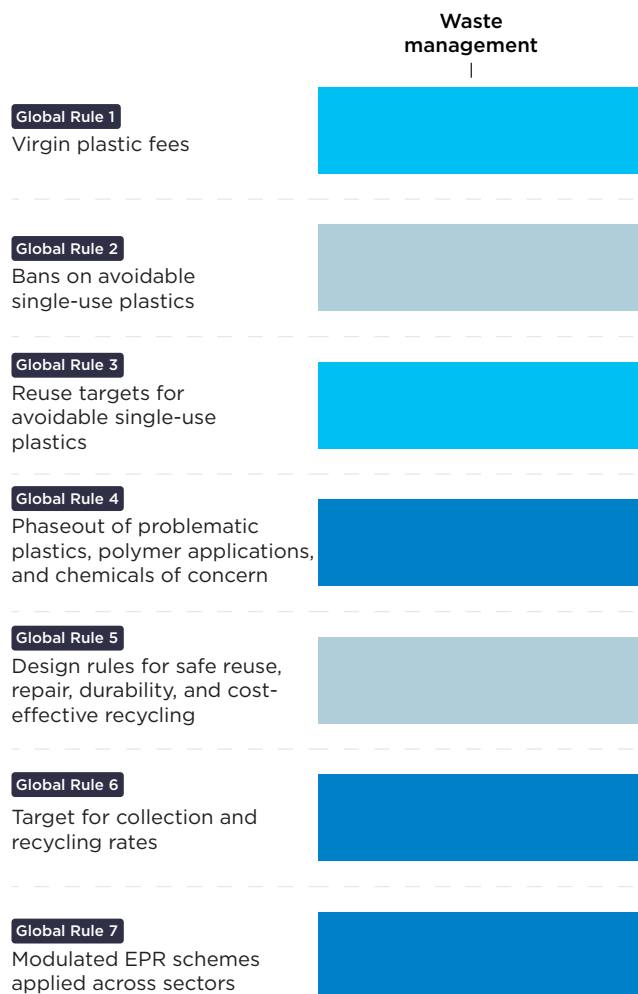 Waste
management
Global Rule 1
Virgin plastic fees
Global Rule 2
Bans on avoidable
single-use plastics
Global Rule 3
Reuse targets for
avoidable single-use
plastics
Global Rule 4
Phaseout of problematic
plastics, polymer applications,
and chemicals of concern
Global Rule 5
Design rules for safe reuse,
repair, durability, and cost-
effective recycling
Global Rule 6
Target for collection and
recycling rates
Global Rule 7
Modulated EPR schemes
applied across sectors